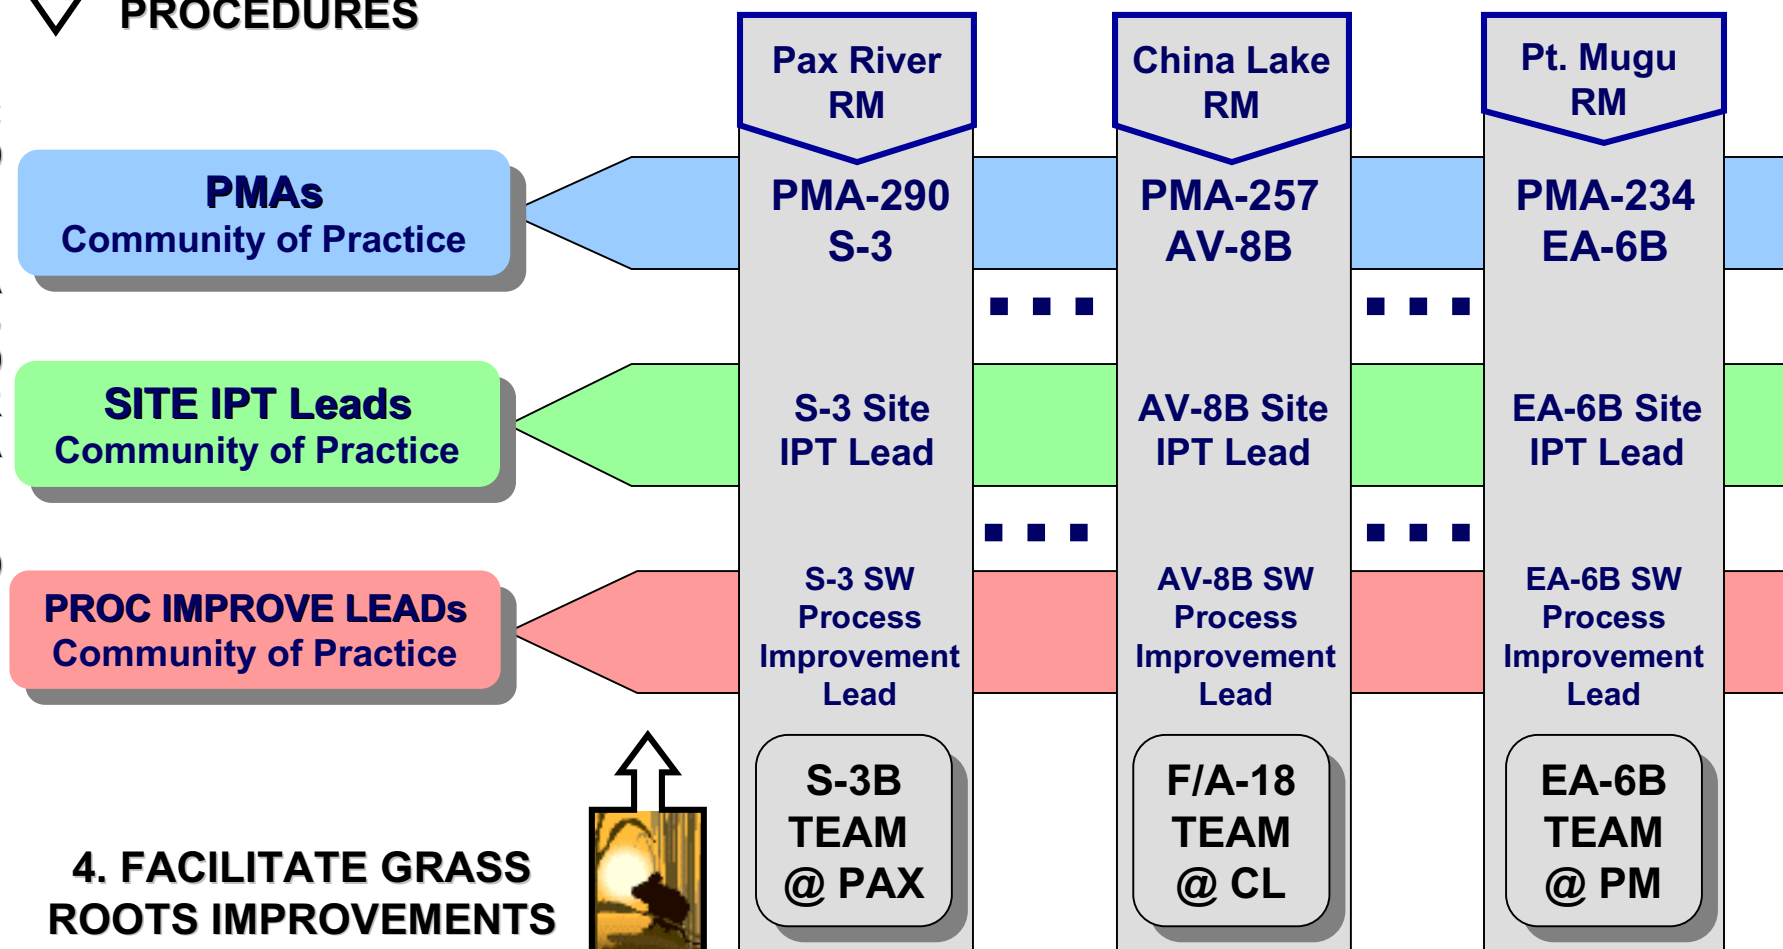 PROCEDURES
Pax River
RM
China Lake
RM
Pt. Mugu
RM
PMAs
Community of Practice
PMA-290
S-3
PMA-257
AV-8B
PMA-234
EA-6B
SITE IPT Leads
Community of Practice
S-3 Site
IPT Lead
AV-8B Site
IPT Lead
EA-6B Site
IPT Lead
PROC IMPROVE LEADs
Community of Practice
S-3 SW
Process
Improvement
Lead
AV-8B SW
Process
Improvement
Lead
EA-6B SW
Process
Improvement
Lead
S-3B
TEAM
@ PAX
F/A-18
TEAM
@ CL
EA-6B
TEAM
@ PM
4. FACILITATE GRASS
ROOTS IMPROVEMENTS